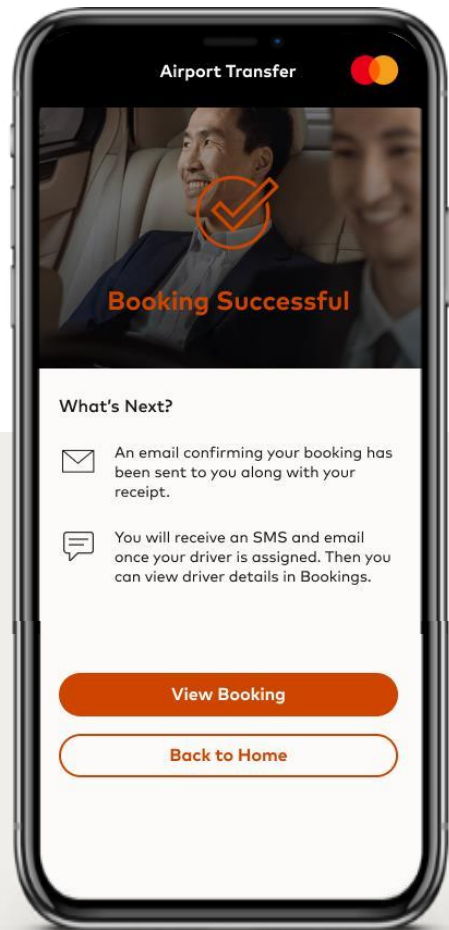 Airport Transfer
Booking Successful
What's Next?
An email confirming your booking has
been sent to you along with your
receipt.
You will receive an SMS and email
once your driver is assigned. Then you
can view driver details in Bookings.
View Booking
Back to Home